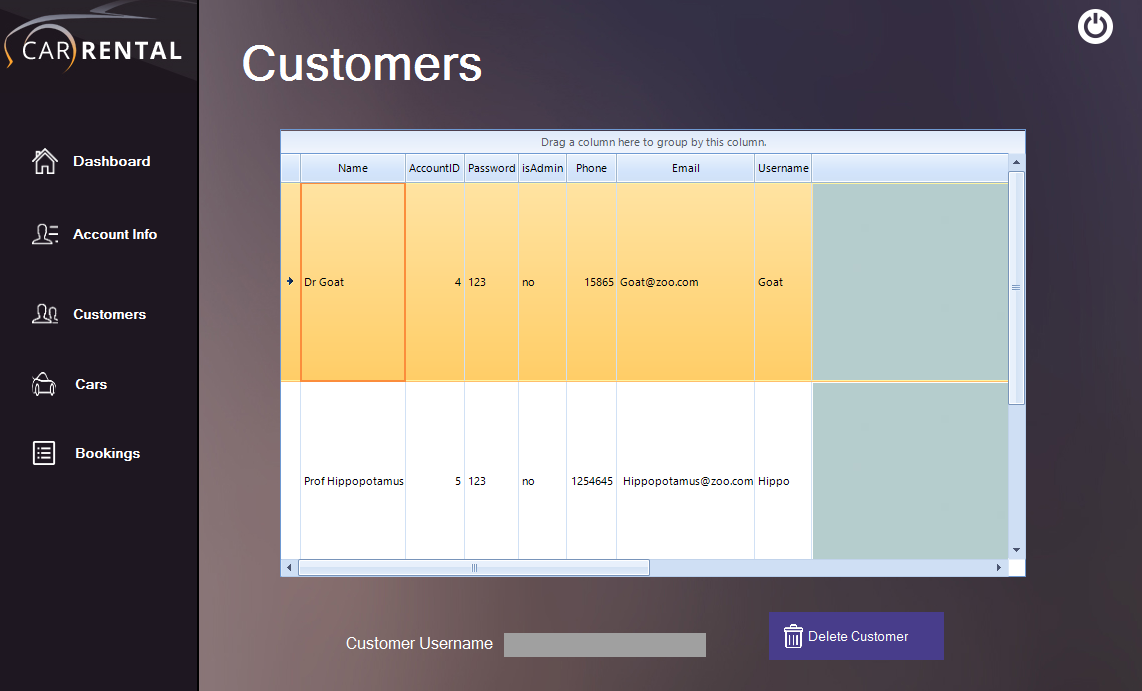 CAR RENTAL
Customers
Dashboard
Account Info
Customers
Cars
Bookings
Drag a column here to group by this column.
Name AccountID Password isAdmin Phone Email Username
Dr Goat 4 123 no 15865 Goat@zoo.com Goat
Prof Hippopotamus 5 123 no 1254645 Hippopotamus@zoo.com Hippo
Customer Username
Delete Customer